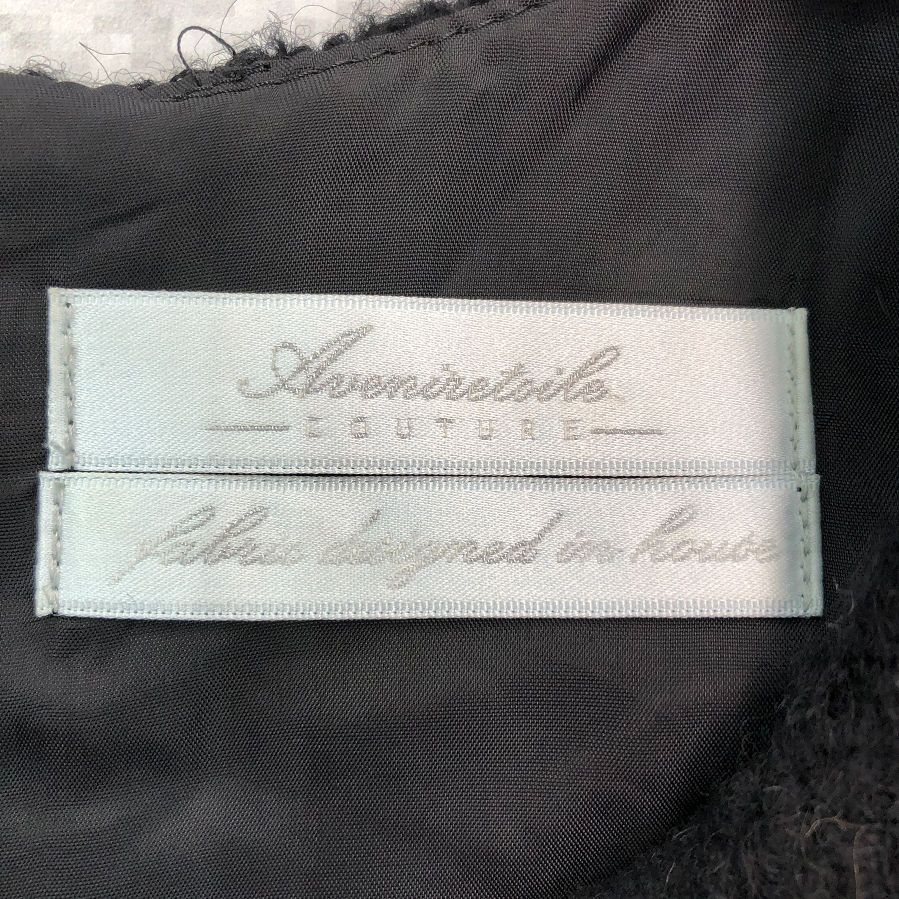 Aveniretoile
COUTURE
fabric designed in house